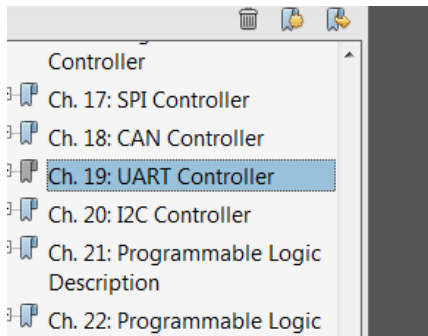 Controller
Ch. 17: SPI Controller
Ch. 18: CAN Controller
Ch. 19: UART Controller
Ch. 20: I2C Controller
Ch. 21: Programmable Logic
Description
Ch. 22: Programmable Logic